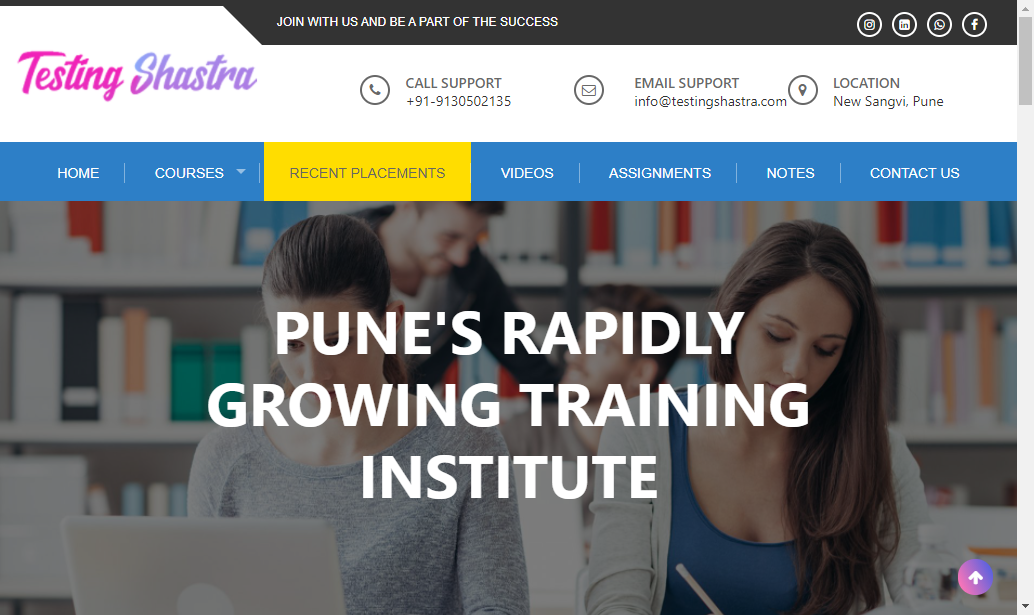 JOIN WITH US AND BE A PART OF THE SUCCESS
Testing Shastra
CALL SUPPORT
+91-9130502135
EMAIL SUPPORT
info@testingshastra.com
LOCATION
New Sangvi, Pune
HOME
COURSES
RECENT PLACEMENTS
VIDEOS
ASSIGNMENTS
NOTES
CONTACT US
PUNE'S RAPIDLY
GROWING TRAINING
INSTITUTE